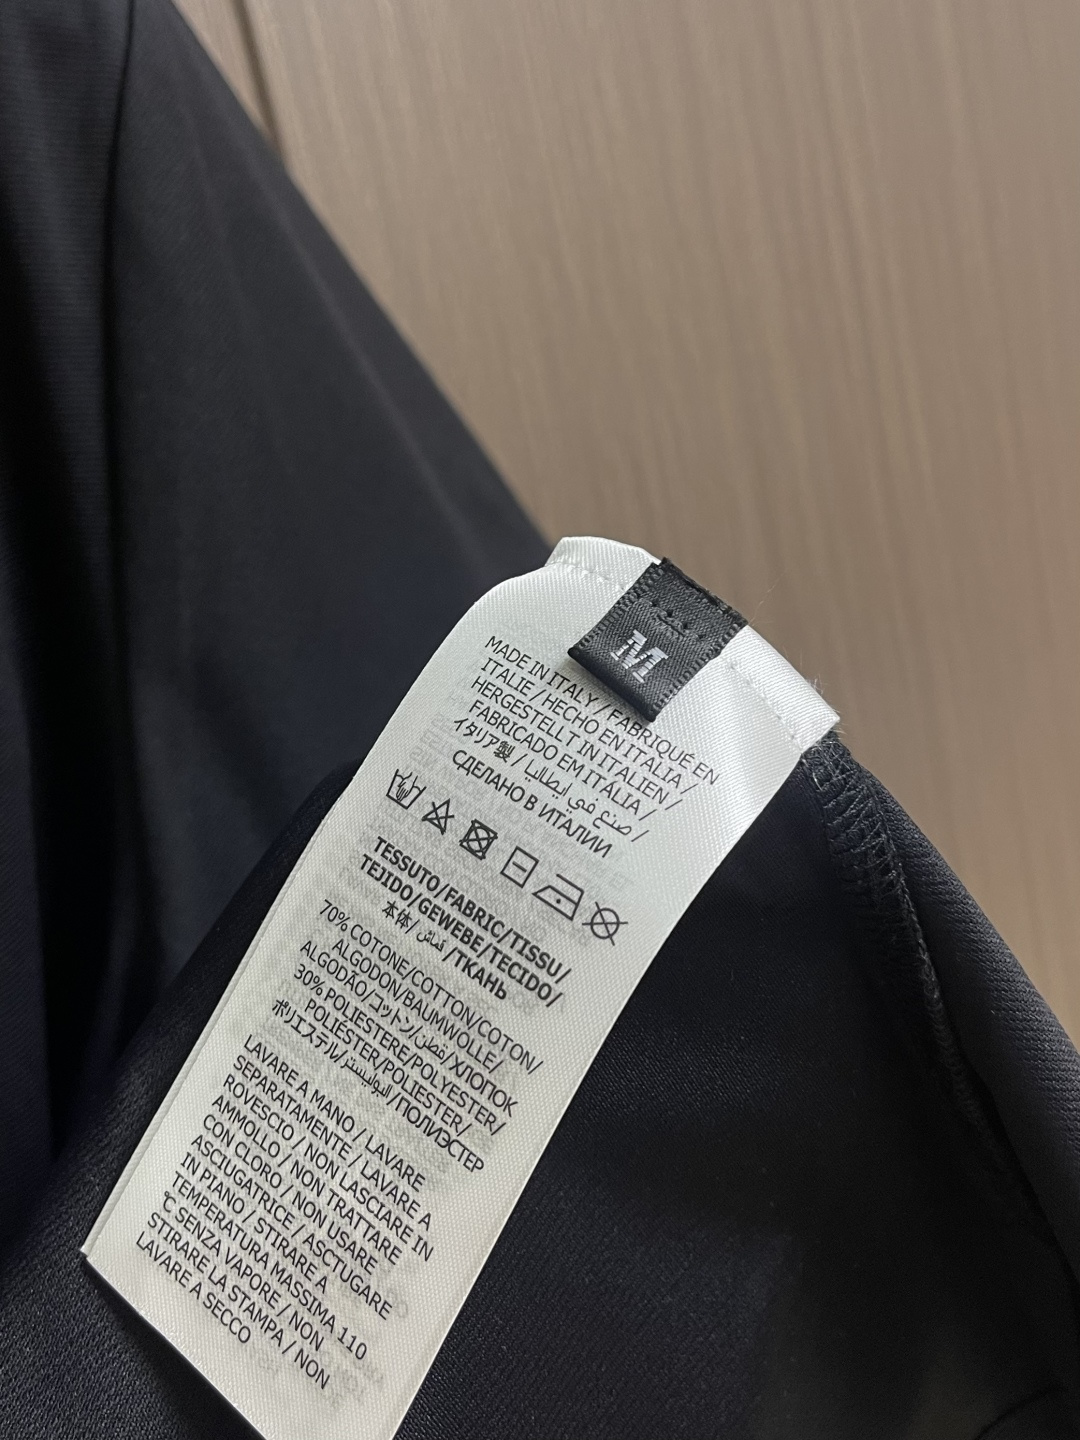 M
MADE IN ITALY / FABRIQUÉ EN
ITALIE / HECHO EN ITALIA /
HERGESTELLT IN ITALIEN /
FABRICADO EM ITÁLIA /
イタリア製 / صنع في ايطاليا /
СДЕЛАНО В ИТАЛИИ
TESSUTO/FABRIC/TISSU/
TEJIDO/GEWEBE/TECIDO/
本体/ قماش /ТКАНЬ
70% COTONE/COTTON/COTON/
ALGODON/BAUMWOLLE/
ALGODÃO/コットン/قطن/ХЛОПОК
30% POLIESTERE/POLYESTER/
POLIÉSTER/POLIESTER/
ポリエステル/البوليستر/ПОЛИЭСТЕР
LAVARE A MANO / LAVARE
SEPARATAMENTE / LAVARE A
ROVESCIO / NON LASCIARE IN
AMMOLLO / NON TRATTARE
CON CLORO / NON USARE
ASCIUGATRICE / ASCTUGARE
IN PIANO / STIRARE A
TEMPERATURA MASSIMA 110
℃ SENZA VAPORE / NON
STIRARE LA STAMPA / NON
LAVARE A SECCO